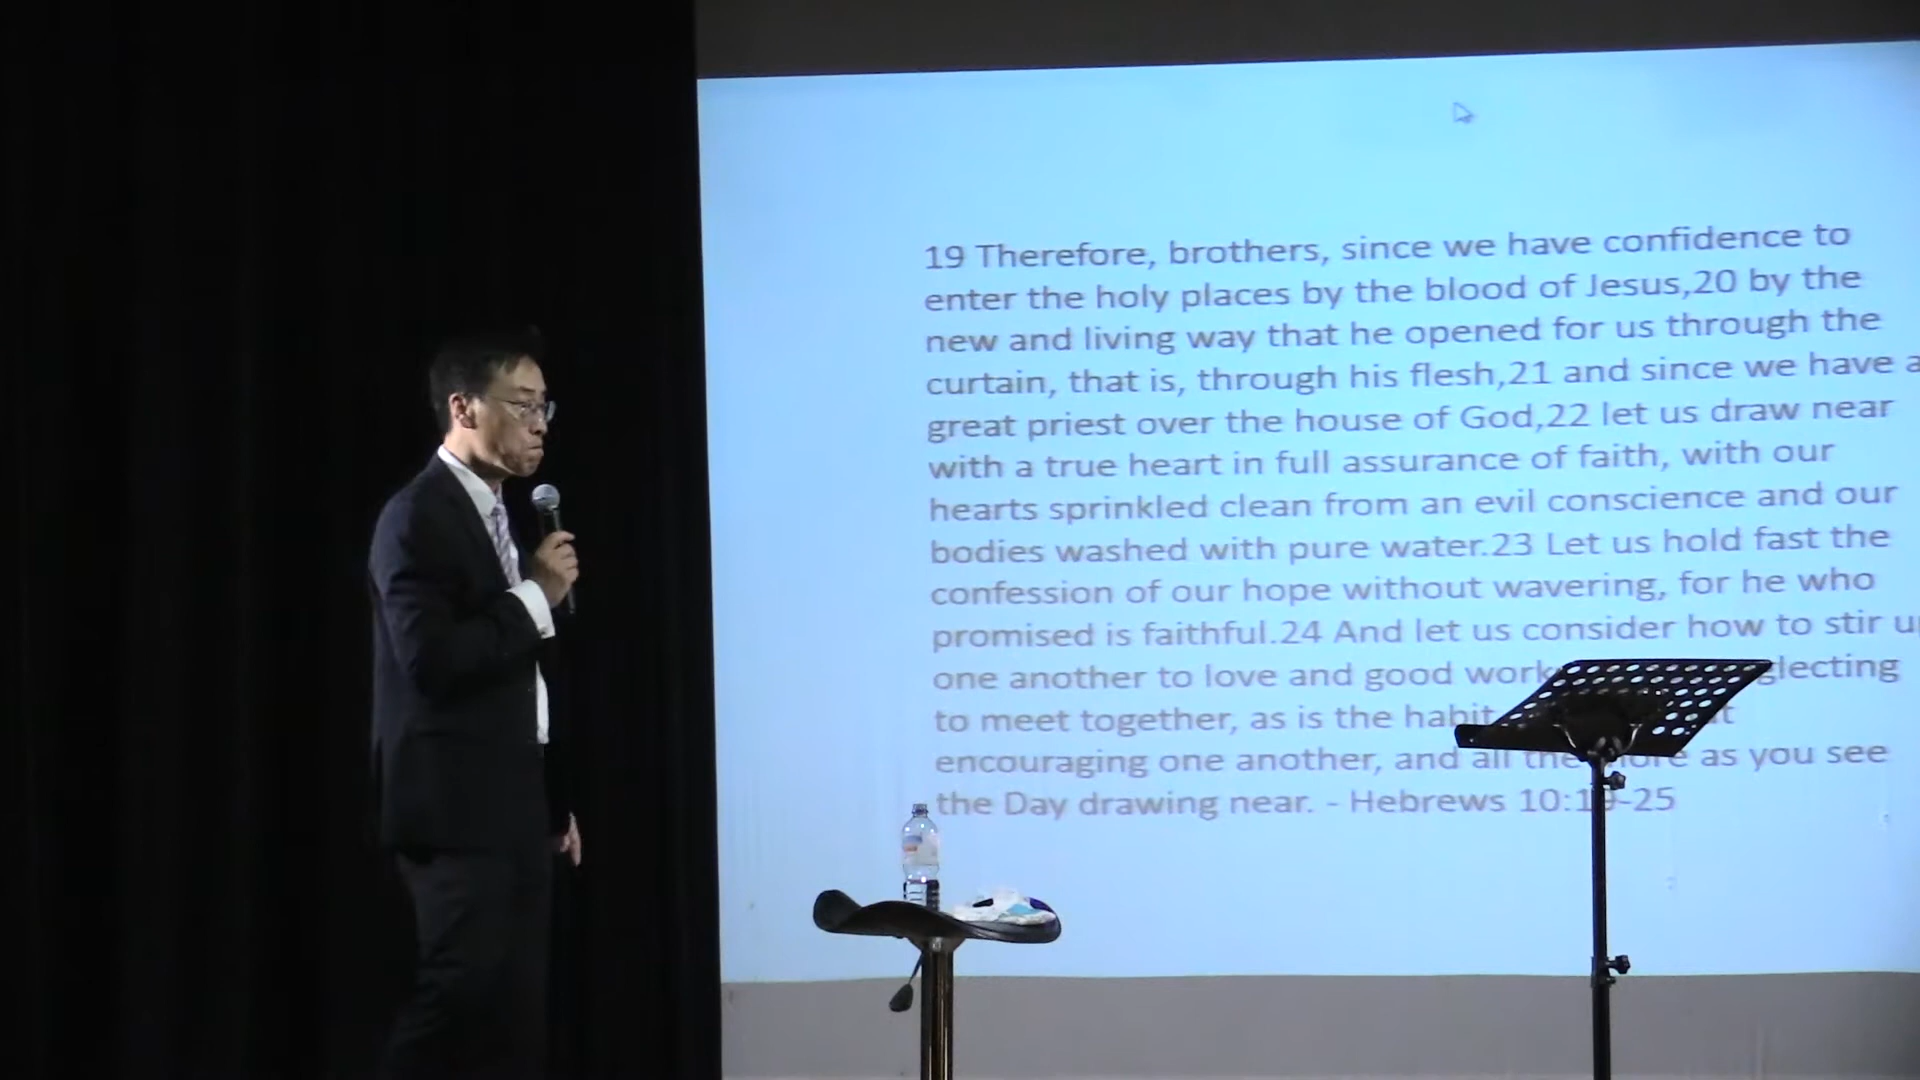 19 Therefore, brothers, since we have confidence to
enter the holy places by the blood of Jesus,20 by the
new and living way that he opened for us through the
curtain, that is, through his flesh,21 and since we have a
great priest over the house of God,22 let us draw near
with a true heart in full assurance of faith, with our
hearts sprinkled clean from an evil conscience and our
bodies washed with pure water.23 Let us hold fast the
confession of our hope without wavering, for he who
promised is faithful.24 And let us consider how to stir
one another to love and good
to meet together, as is the habit
encouraging one another, and all the more as you see
the Day drawing near. - Hebrews 10:19-25